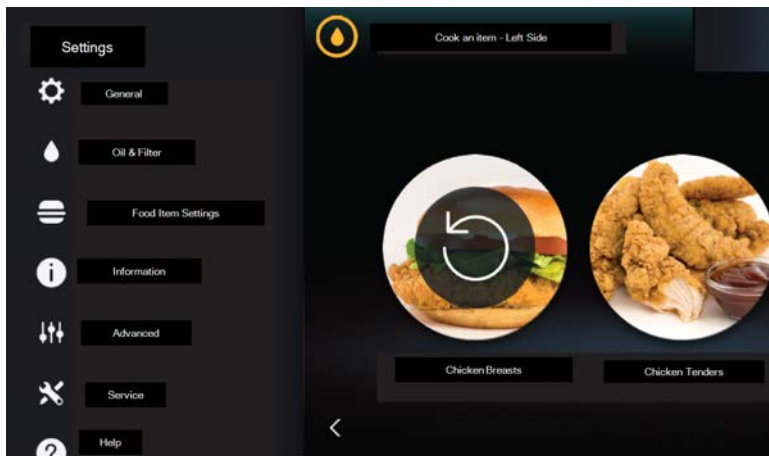 Settings
General
Oil & Filter
Food Item Settings
Information
Advanced
Service
Help
Cook an item - Left Side
Chicken Breasts
Chicken Tenders